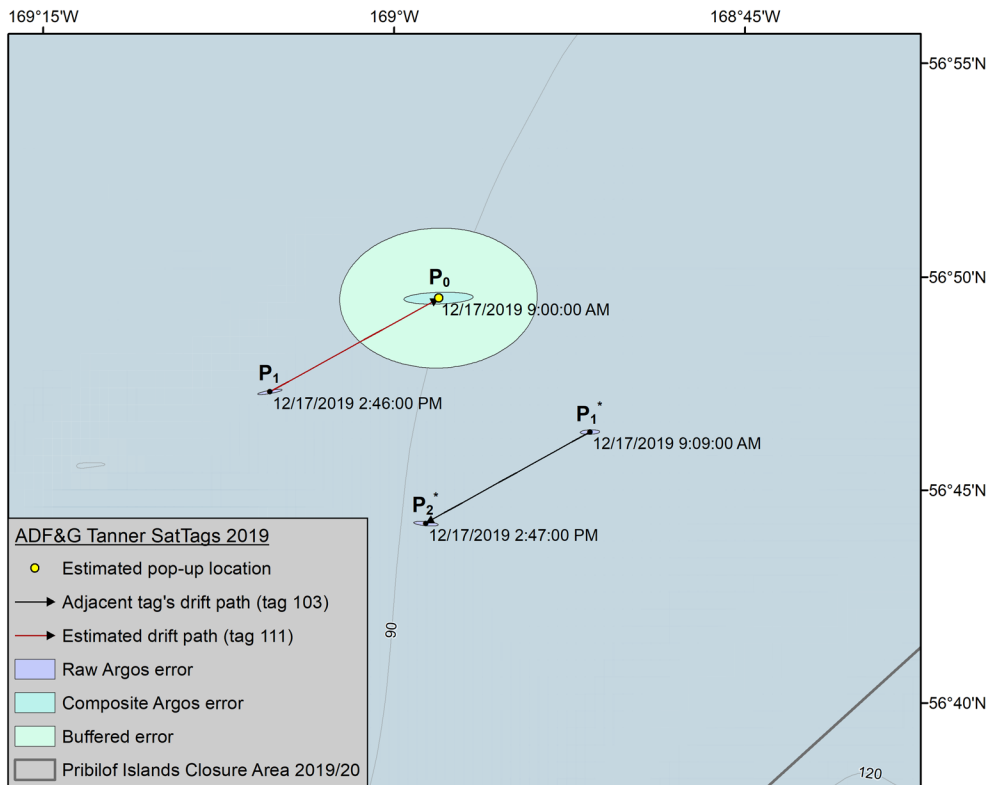 169°15'W 169°W 168°45'W
56°55'N
P0
56°50'N
12/17/2019 9:00:00 AM
P1
12/17/2019 2:46:00 PM
P1*
12/17/2019 9:09:00 AM
56°45'N
P2*
12/17/2019 2:47:00 PM
ADF&G Tanner SatTags 2019
Estimated pop-up location
Adjacent tag's drift path (tag 103)
Estimated drift path (tag 111)
Raw Argos error
Composite Argos error
Buffered error
Pribilof Islands Closure Area 2019/20
90
56°40'N
120